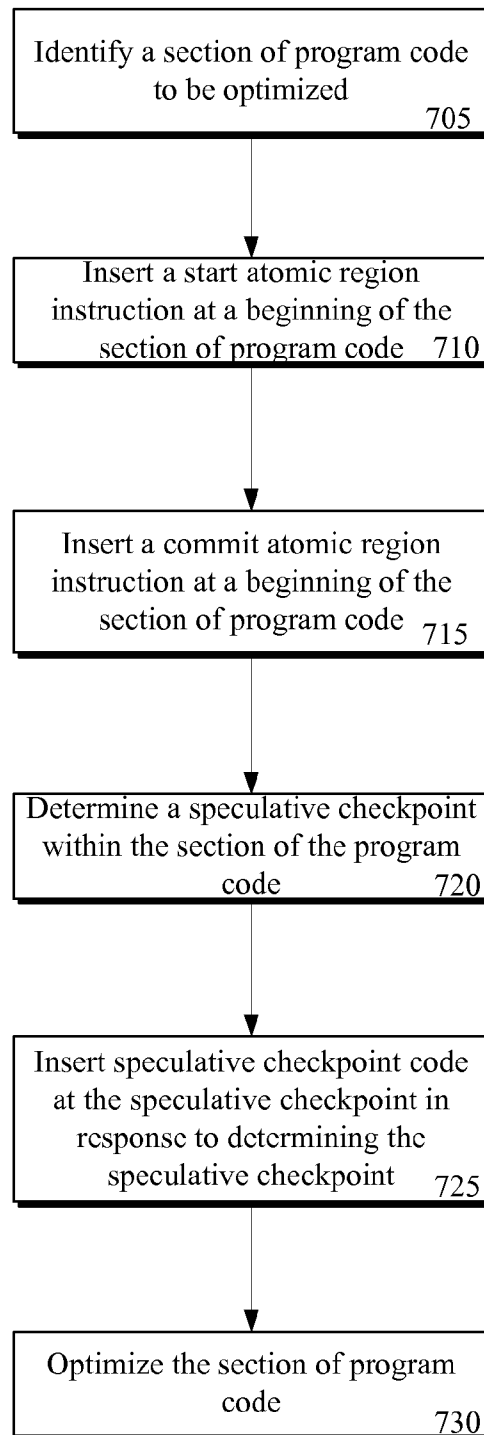 Identify a section of program code
to be optimized
705
Insert a start atomic region
instruction at a beginning of the
section of program code 710
Insert a commit atomic region
instruction at a beginning of the
section of program code 715
Determine a speculative checkpoint
within the section of the program
code 720
Insert speculative checkpoint code
at the speculative checkpoint in
response to determining the
speculative checkpoint 725
Optimize the section of program
code 730